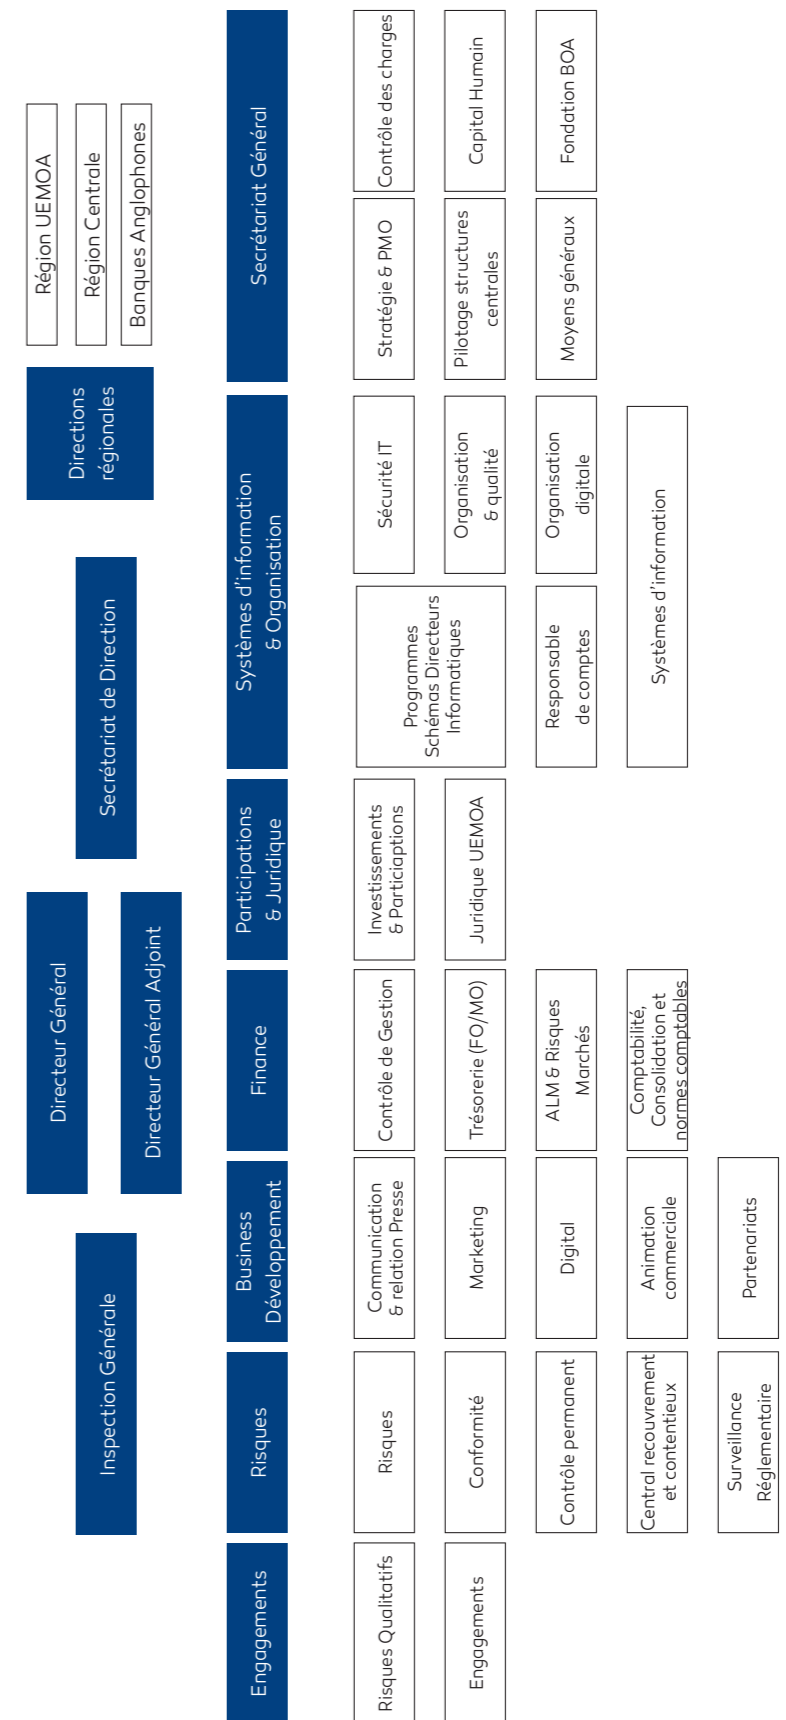 Directeur Général
Directeur Général Adjoint
Inspection Générale
Secrétariat de Direction
Directions
régionales
Région UEMOA
Région Centrale
Banques Anglophones
Engagements
Risques Qualitatifs
Engagements
Risques
Risques
Conformité
Contrôle permanent
Central recouvrement
et contentieux
Surveillance
Réglementaire
Business
Développement
Communication
& relation Presse
Marketing
Digital
Animation
commerciale
Partenariats
Finance
Contrôle de Gestion
Trésorerie (FO/MO)
ALM & Risques
Marchés
Comptabilité,
Consolidation et
normes comptables
Participations
& Juridique
Investissements
& Particiaptions
Juridique UEMOA
Systèmes d'information
& Organisation
Programmes
Schémas Directeurs
Informatiques
Sécurité IT
Organisation
& qualité
Responsable
de comptes
Organisation
digitale
Systèmes d'information
Secrétariat Général
Stratégie & PMO
Contrôle des charges
Pilotage structures
centrales
Capital Humain
Moyens généraux
Fondation BOA